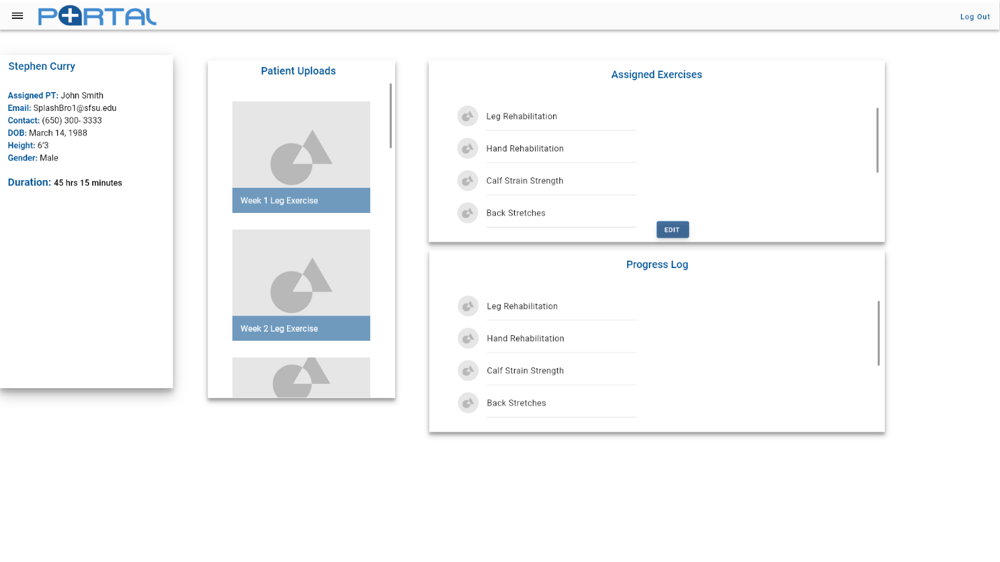 PORTAL
Log Out
Stephen Curry
Assigned PT: John Smith
Email: SplashBro1@sfsu.edu
Contact: (650) 300- 3333
DOB: March 14, 1988
Height: 6'3
Gender: Male
Duration: 45 hrs 15 minutes
Patient Uploads
Week 1 Leg Exercise
Week 2 Leg Exercise
Assigned Exercises
Leg Rehabilitation
Hand Rehabilitation
Calf Strain Strength
Back Stretches
EDIT
Progress Log
Leg Rehabilitation
Hand Rehabilitation
Calf Strain Strength
Back Stretches